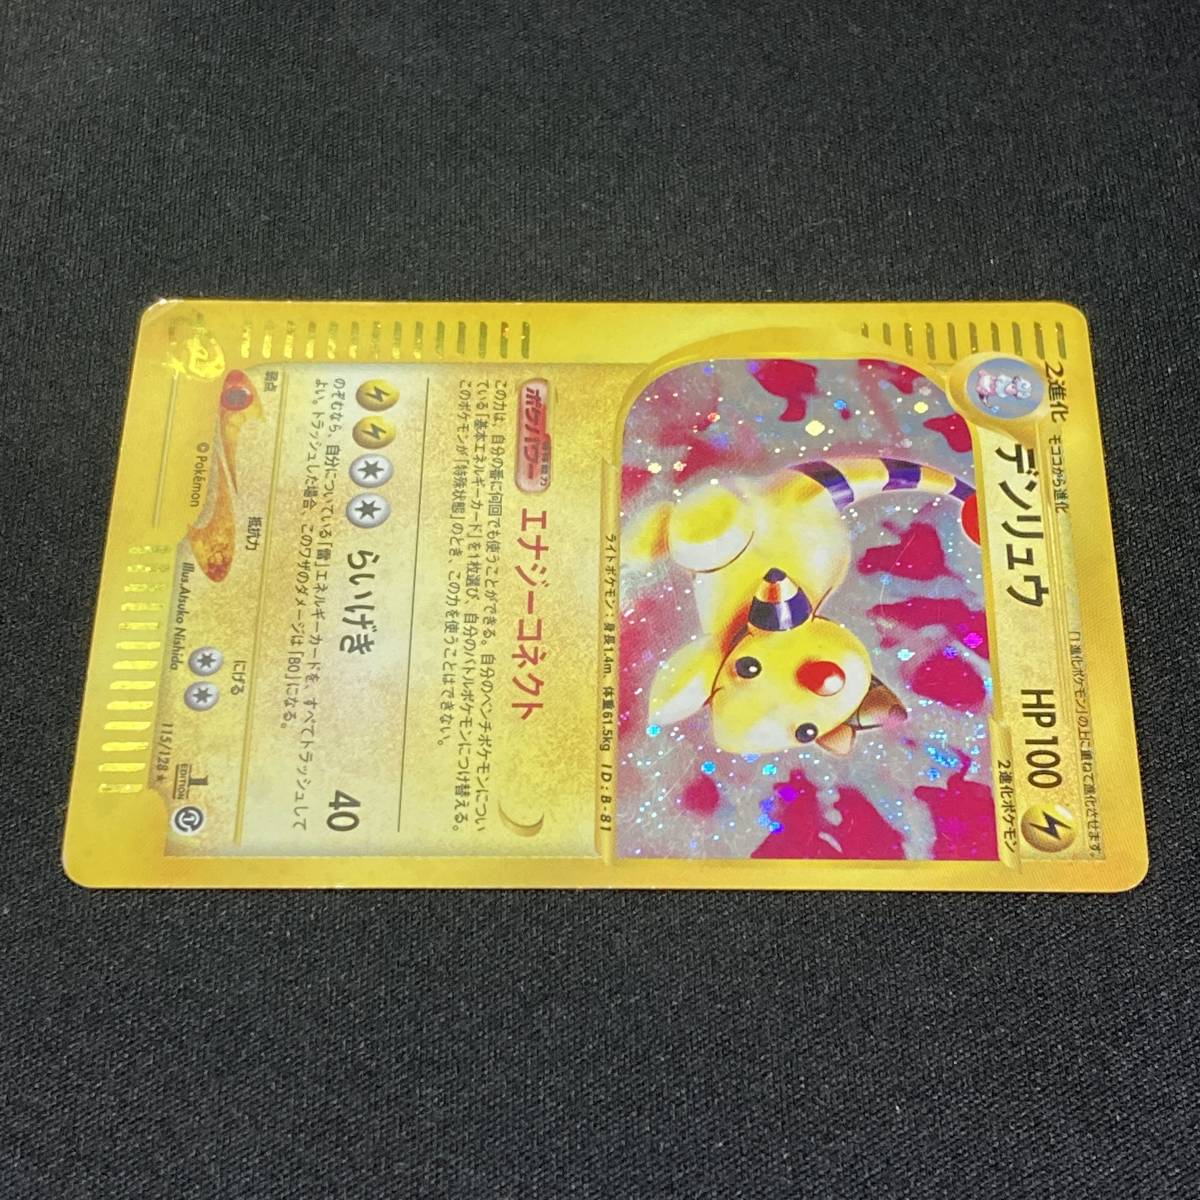 2進化 モココから進化 「1進化ポケモン」の上に重ねて進化させます。
デンリュウ HP100
2進化ポケモン
ライトポケモン：身長1.4m、体重61.5kg ID：B-81
ポケパワー 特殊能力 エナジーコネクト
この力は、自分の番に何回でも使うことができる。自分のベンチポケモンについ
ている「基本エネルギーカード」を1枚選び、自分のバトルポケモンにつけ替える。
このポケモンが「特殊状態」のとき、この力を使うことはできない。
らいげき 40
のぞむなら、自分についている「雷」エネルギーカードを、すべてトラッシュして
よい。トラッシュした場合、このワザのダメージは「80」になる。
弱点 抵抗力 にげる
©Pokémon Illus.Atsuko Nishida 115/128★ 1 EDITION